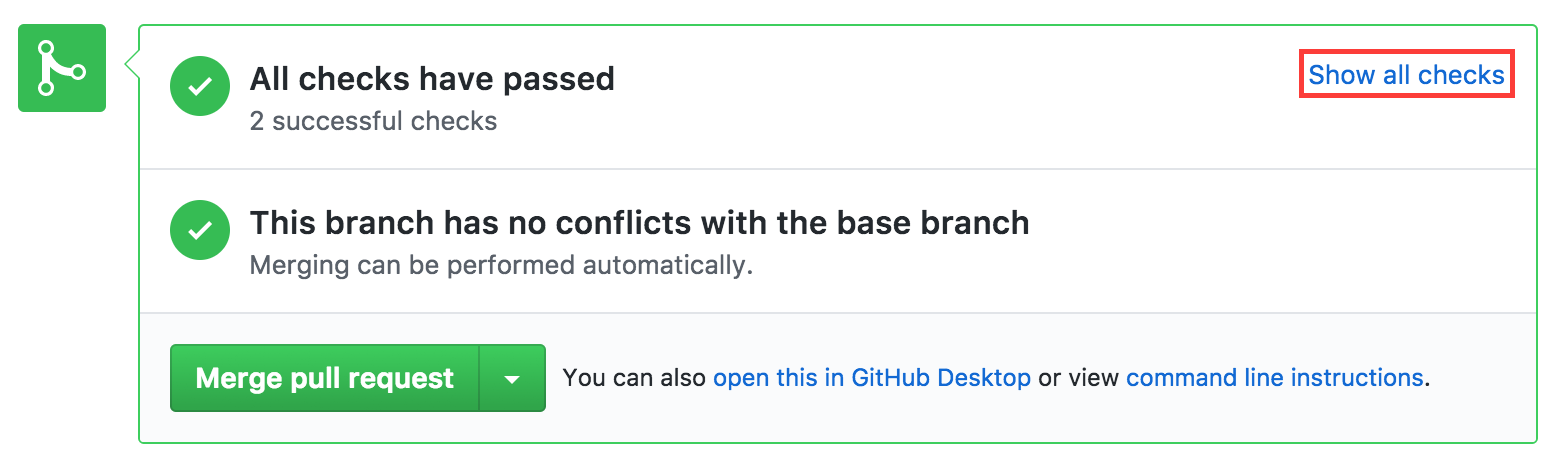 All checks have passed
Show all checks
2 successful checks
This branch has no conflicts with the base branch
Merging can be performed automatically.
Merge pull request
You can also open this in GitHub Desktop or view command line instructions.